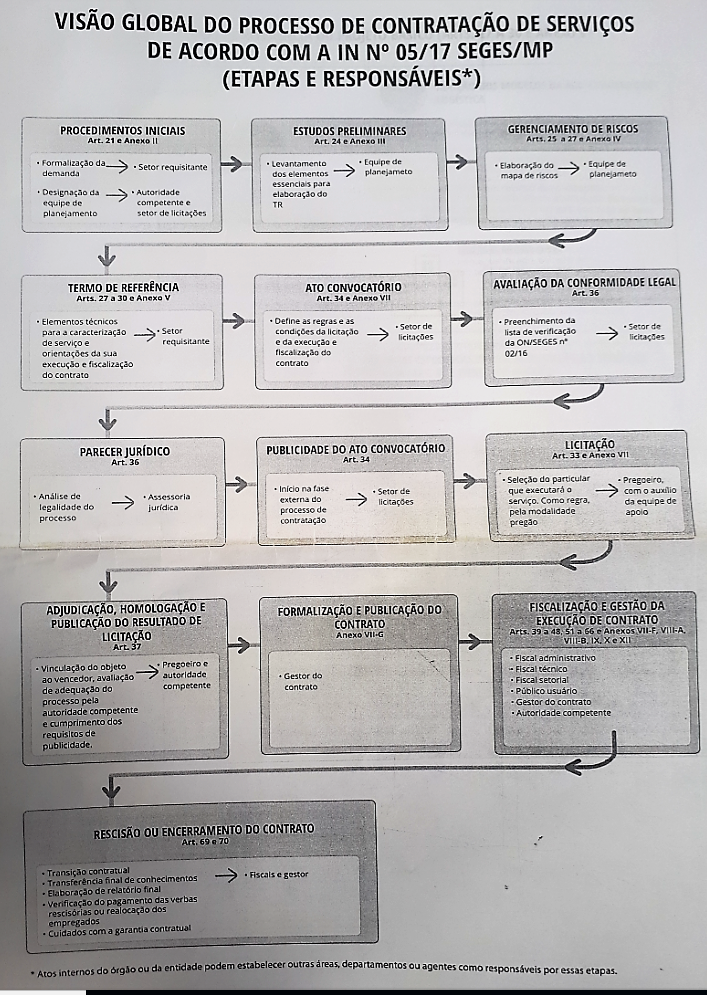 VISÃO GLOBAL DO PROCESSO DE CONTRATAÇÃO DE SERVIÇOS
DE ACORDO COM A IN Nº 05/17 SEGES/MP
(ETAPAS E RESPONSÁVEIS*)
PROCEDIMENTOS INICIAIS
Art. 21 e Anexo II
• Formalização da
demanda
• Setor requisitante
• Designação da
equipe de
planejamento
• Autoridade
competente e
setor de licitações
ESTUDOS PRELIMINARES
Art. 24 e Anexo III
• Levantamento
dos elementos
essenciais para
elaboração do
TR
• Equipe de
planejameto
GERENCIAMENTO DE RISCOS
Arts. 25 a 27 e Anexo IV
• Elaboração do
mapa de riscos
• Equipe de
planejameto
TERMO DE REFERÊNCIA
Arts. 27 a 30 e Anexo V
• Elementos técnicos
para a caracterização
de serviço e
orientações da sua
execução e fiscalização
do contrato
• Setor
requisitante
ATO CONVOCATÓRIO
Art. 34 e Anexo VII
• Define as regras e as
condições da licitação
e da execução e
fiscalização do
contrato
• Setor de
licitações
AVALIAÇÃO DA CONFORMIDADE LEGAL
Art. 36
• Preenchimento da
lista de verificação
da ON/SEGES nº
02/16
• Setor de
licitações
PARECER JURÍDICO
Art. 36
• Análise de
legalidade do
processo
• Assessoria
jurídica
PUBLICIDADE DO ATO CONVOCATÓRIO
Art. 34
• Início na fase
externa do
processo de
contratação
• Setor de
licitações
LICITAÇÃO
Art. 33 e Anexo VII
• Seleção do particular
que executará o
serviço. Como regra,
pela modalidade
pregão
• Pregoeiro,
com o auxílio
da equipe de
apoio
ADJUDICAÇÃO, HOMOLOGAÇÃO E
PUBLICAÇÃO DO RESULTADO DE
LICITAÇÃO
Art. 37
• Vinculação do objeto
ao vencedor, avaliação
de adequação do
processo pela
autoridade competente
e cumprimento dos
requisitos de
publicidade.
• Pregoeiro e
autoridade
competente
FORMALIZAÇÃO E PUBLICAÇÃO DO
CONTRATO
Anexo VII-G
• Gestor do
contrato
FISCALIZAÇÃO E GESTÃO DA
EXECUÇÃO DE CONTRATO
Arts. 39 a 48, 51 a 66 e Anexos VII-F, VIII-A,
VIII-B, IX, X e XII
• Fiscal administrativo
• Fiscal técnico
• Fiscal setorial
• Público usuário
• Gestor do contrato
• Autoridade competente
RESCISÃO OU ENCERRAMENTO DO CONTRATO
Art. 69 e 70
• Transição contratual
• Transferência final de conhecimentos
• Elaboração de relatório final
• Verificação do pagamento das verbas
rescisórias ou realocação dos
empregados
• Cuidados com a garantia contratual
• Fiscais e gestor
* Atos internos do órgão ou da entidade podem estabelecer outras áreas, departamentos ou agentes como responsáveis por essas etapas.